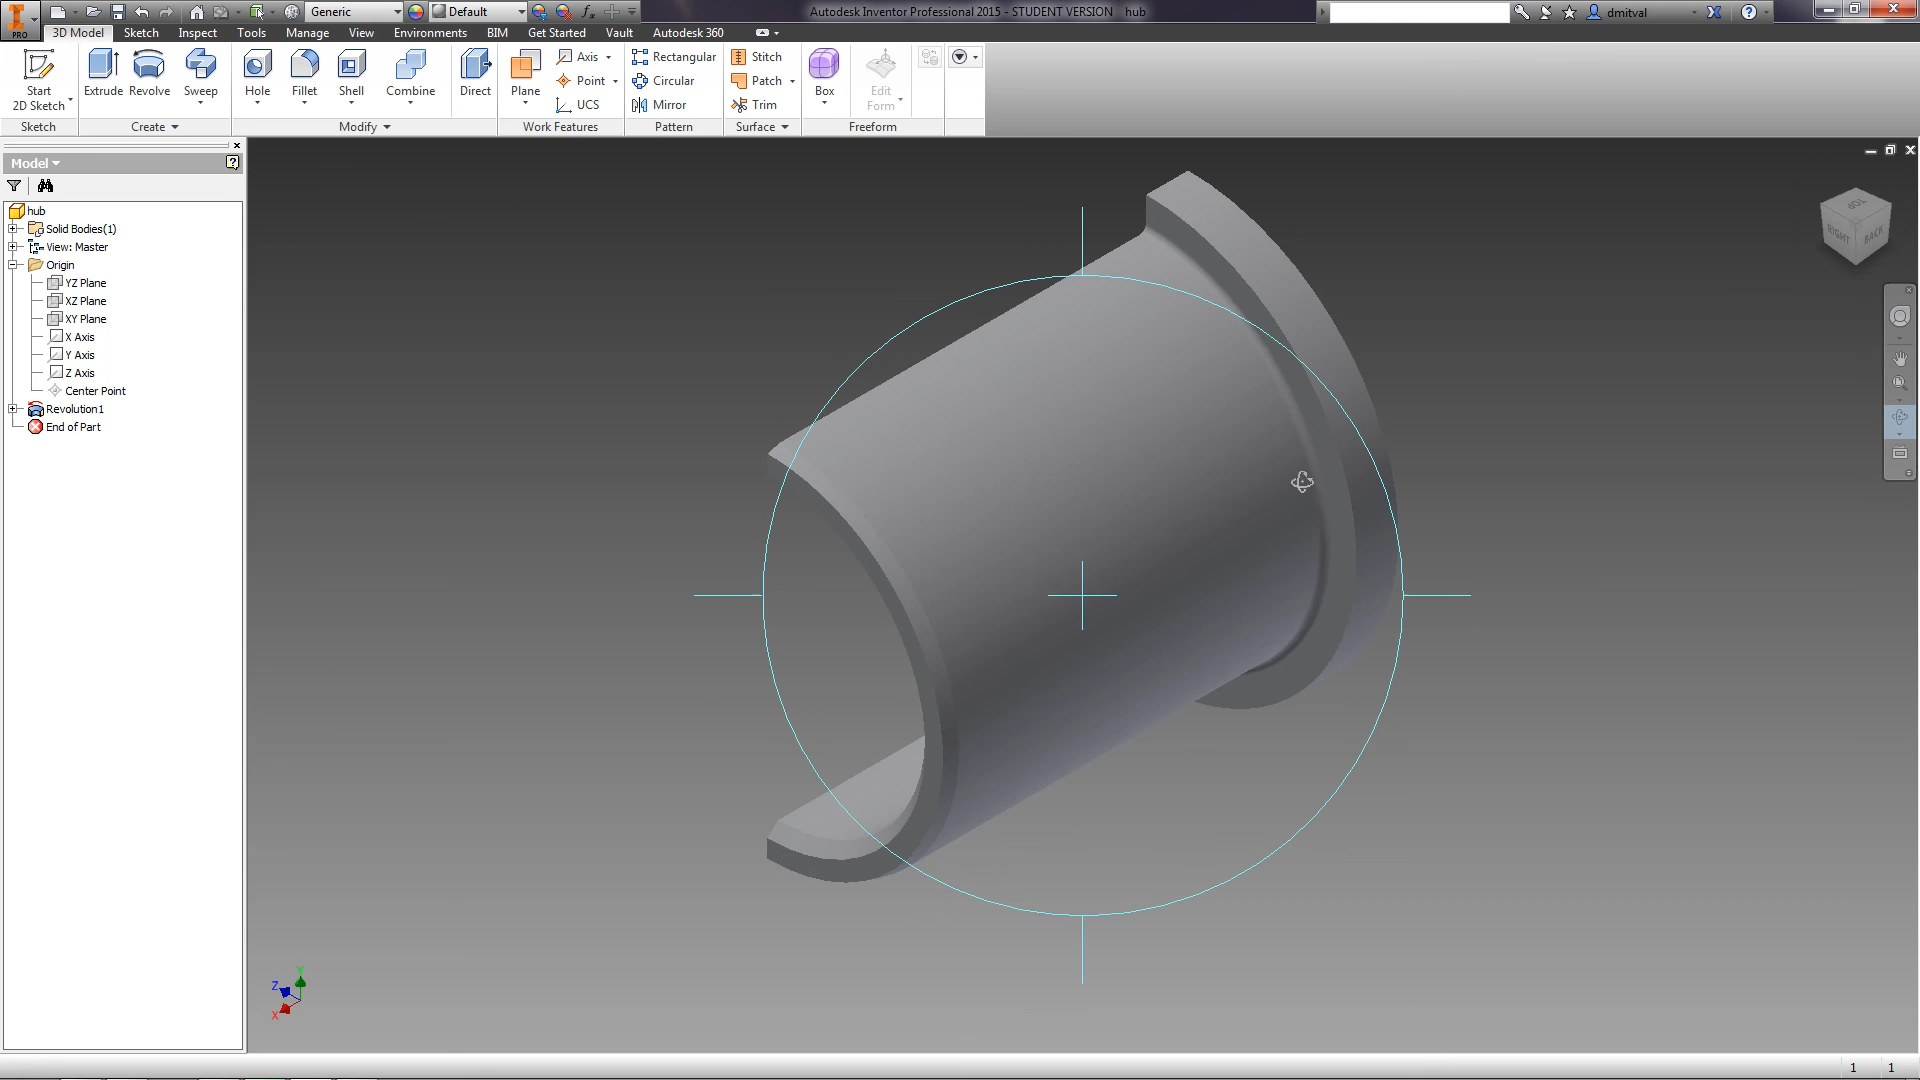 Generic
Default
Autodesk Inventor Professional 2015 - STUDENT VERSION hub
dmitval
PRO
3D Model Sketch Inspect Tools Manage View Environments BIM Get Started Vault Autodesk 360
Start
2D Sketch
Extrude
Revolve
Sweep
Hole
Fillet
Shell
Combine
Direct
Plane
Axis
Point
UCS
Rectangular
Circular
Mirror
Stitch
Patch
Trim
Box
Edit
Form
Sketch
Create
Modify
Work Features
Pattern
Surface
Freeform
Model
hub
Solid Bodies(1)
View: Master
Origin
YZ Plane
XZ Plane
XY Plane
X Axis
Y Axis
Z Axis
Center Point
Revolution1
End of Part
TOP
RIGHT
BACK
Y
Z
X
1 1